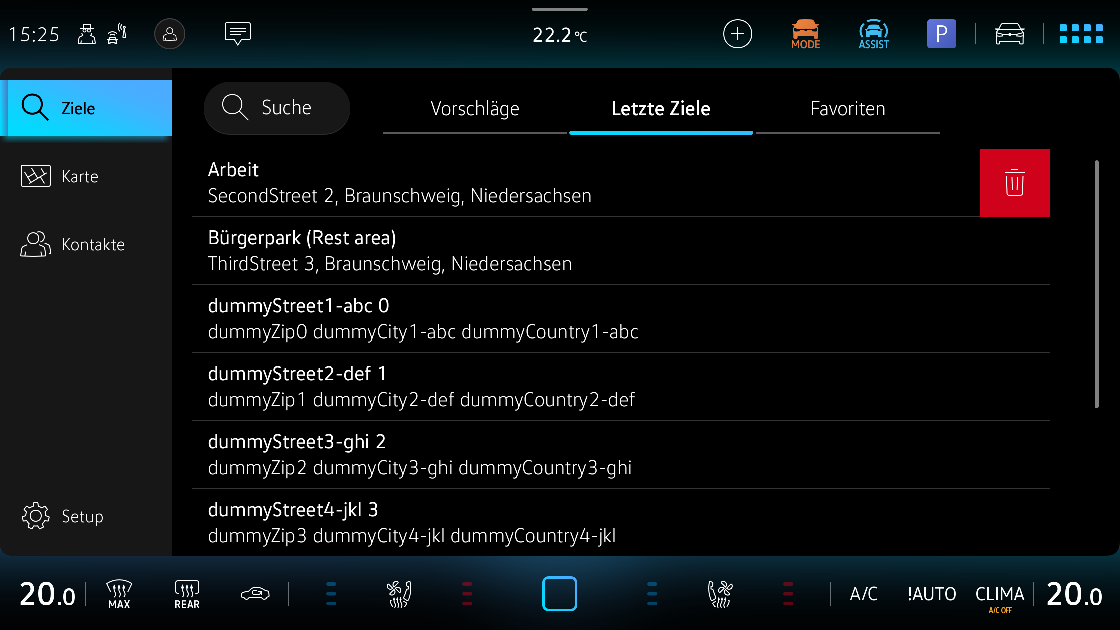 15:25
22.2°C
MODE
ASSIST
P
Ziele
Suche
Vorschläge
Letzte Ziele
Favoriten
Karte
Kontakte
Setup
Arbeit
SecondStreet 2, Braunschweig, Niedersachsen
Bürgerpark (Rest area)
ThirdStreet 3, Braunschweig, Niedersachsen
dummyStreet1-abc 0
dummyZip0 dummyCity1-abc dummyCountry1-abc
dummyStreet2-def 1
dummyZip1 dummyCity2-def dummyCountry2-def
dummyStreet3-ghi 2
dummyZip2 dummyCity3-ghi dummyCountry3-ghi
dummyStreet4-jkl 3
dummyZip3 dummyCity4-jkl dummyCountry4-jkl
20.0
MAX
REAR
A/C
!AUTO
CLIMA
A/C OFF
20.0